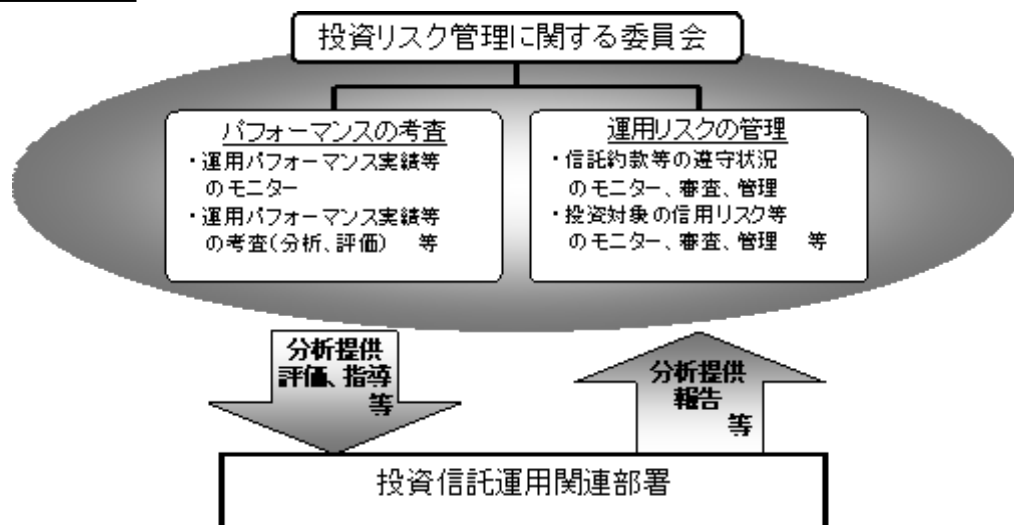 投資リスク管理に関する委員会
パフォーマンスの考査
・運用パフォーマンス実績等
のモニター
・運用パフォーマンス実績等
の考査(分析、評価) 等
運用リスクの管理
・信託約款等の遵守状況
のモニター、審査、管理
・投資対象の信用リスク等
のモニター、審査、管理 等
分析提供
評価、指導
等
分析提供
報告
等
投資信託運用関連部署